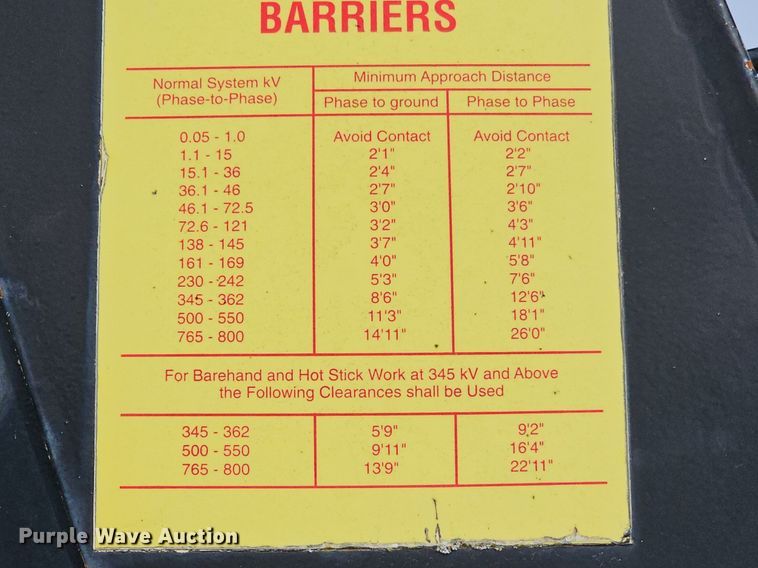 BARRIERS
Normal System kV (Phase-to-Phase) Minimum Approach Distance
Phase to ground Phase to Phase
0.05 - 1.0 Avoid Contact Avoid Contact
1.1 - 15 2'1" 2'2"
15.1 - 36 2'4" 2'7"
36.1 - 46 2'7" 2'10"
46.1 - 72.5 3'0" 3'6"
72.6 - 121 3'2" 4'3"
138 - 145 3'7" 4'11"
161 - 169 4'0" 5'8"
230 - 242 5'3" 7'6"
345 - 362 8'6" 12'6"
500 - 550 11'3" 18'1"
765 - 800 14'11" 26'0"
For Barehand and Hot Stick Work at 345 kV and Above
the Following Clearances shall be Used
345 - 362 5'9" 9'2"
500 - 550 9'11" 16'4"
765 - 800 13'9" 22'11"
Purple Wave Auction